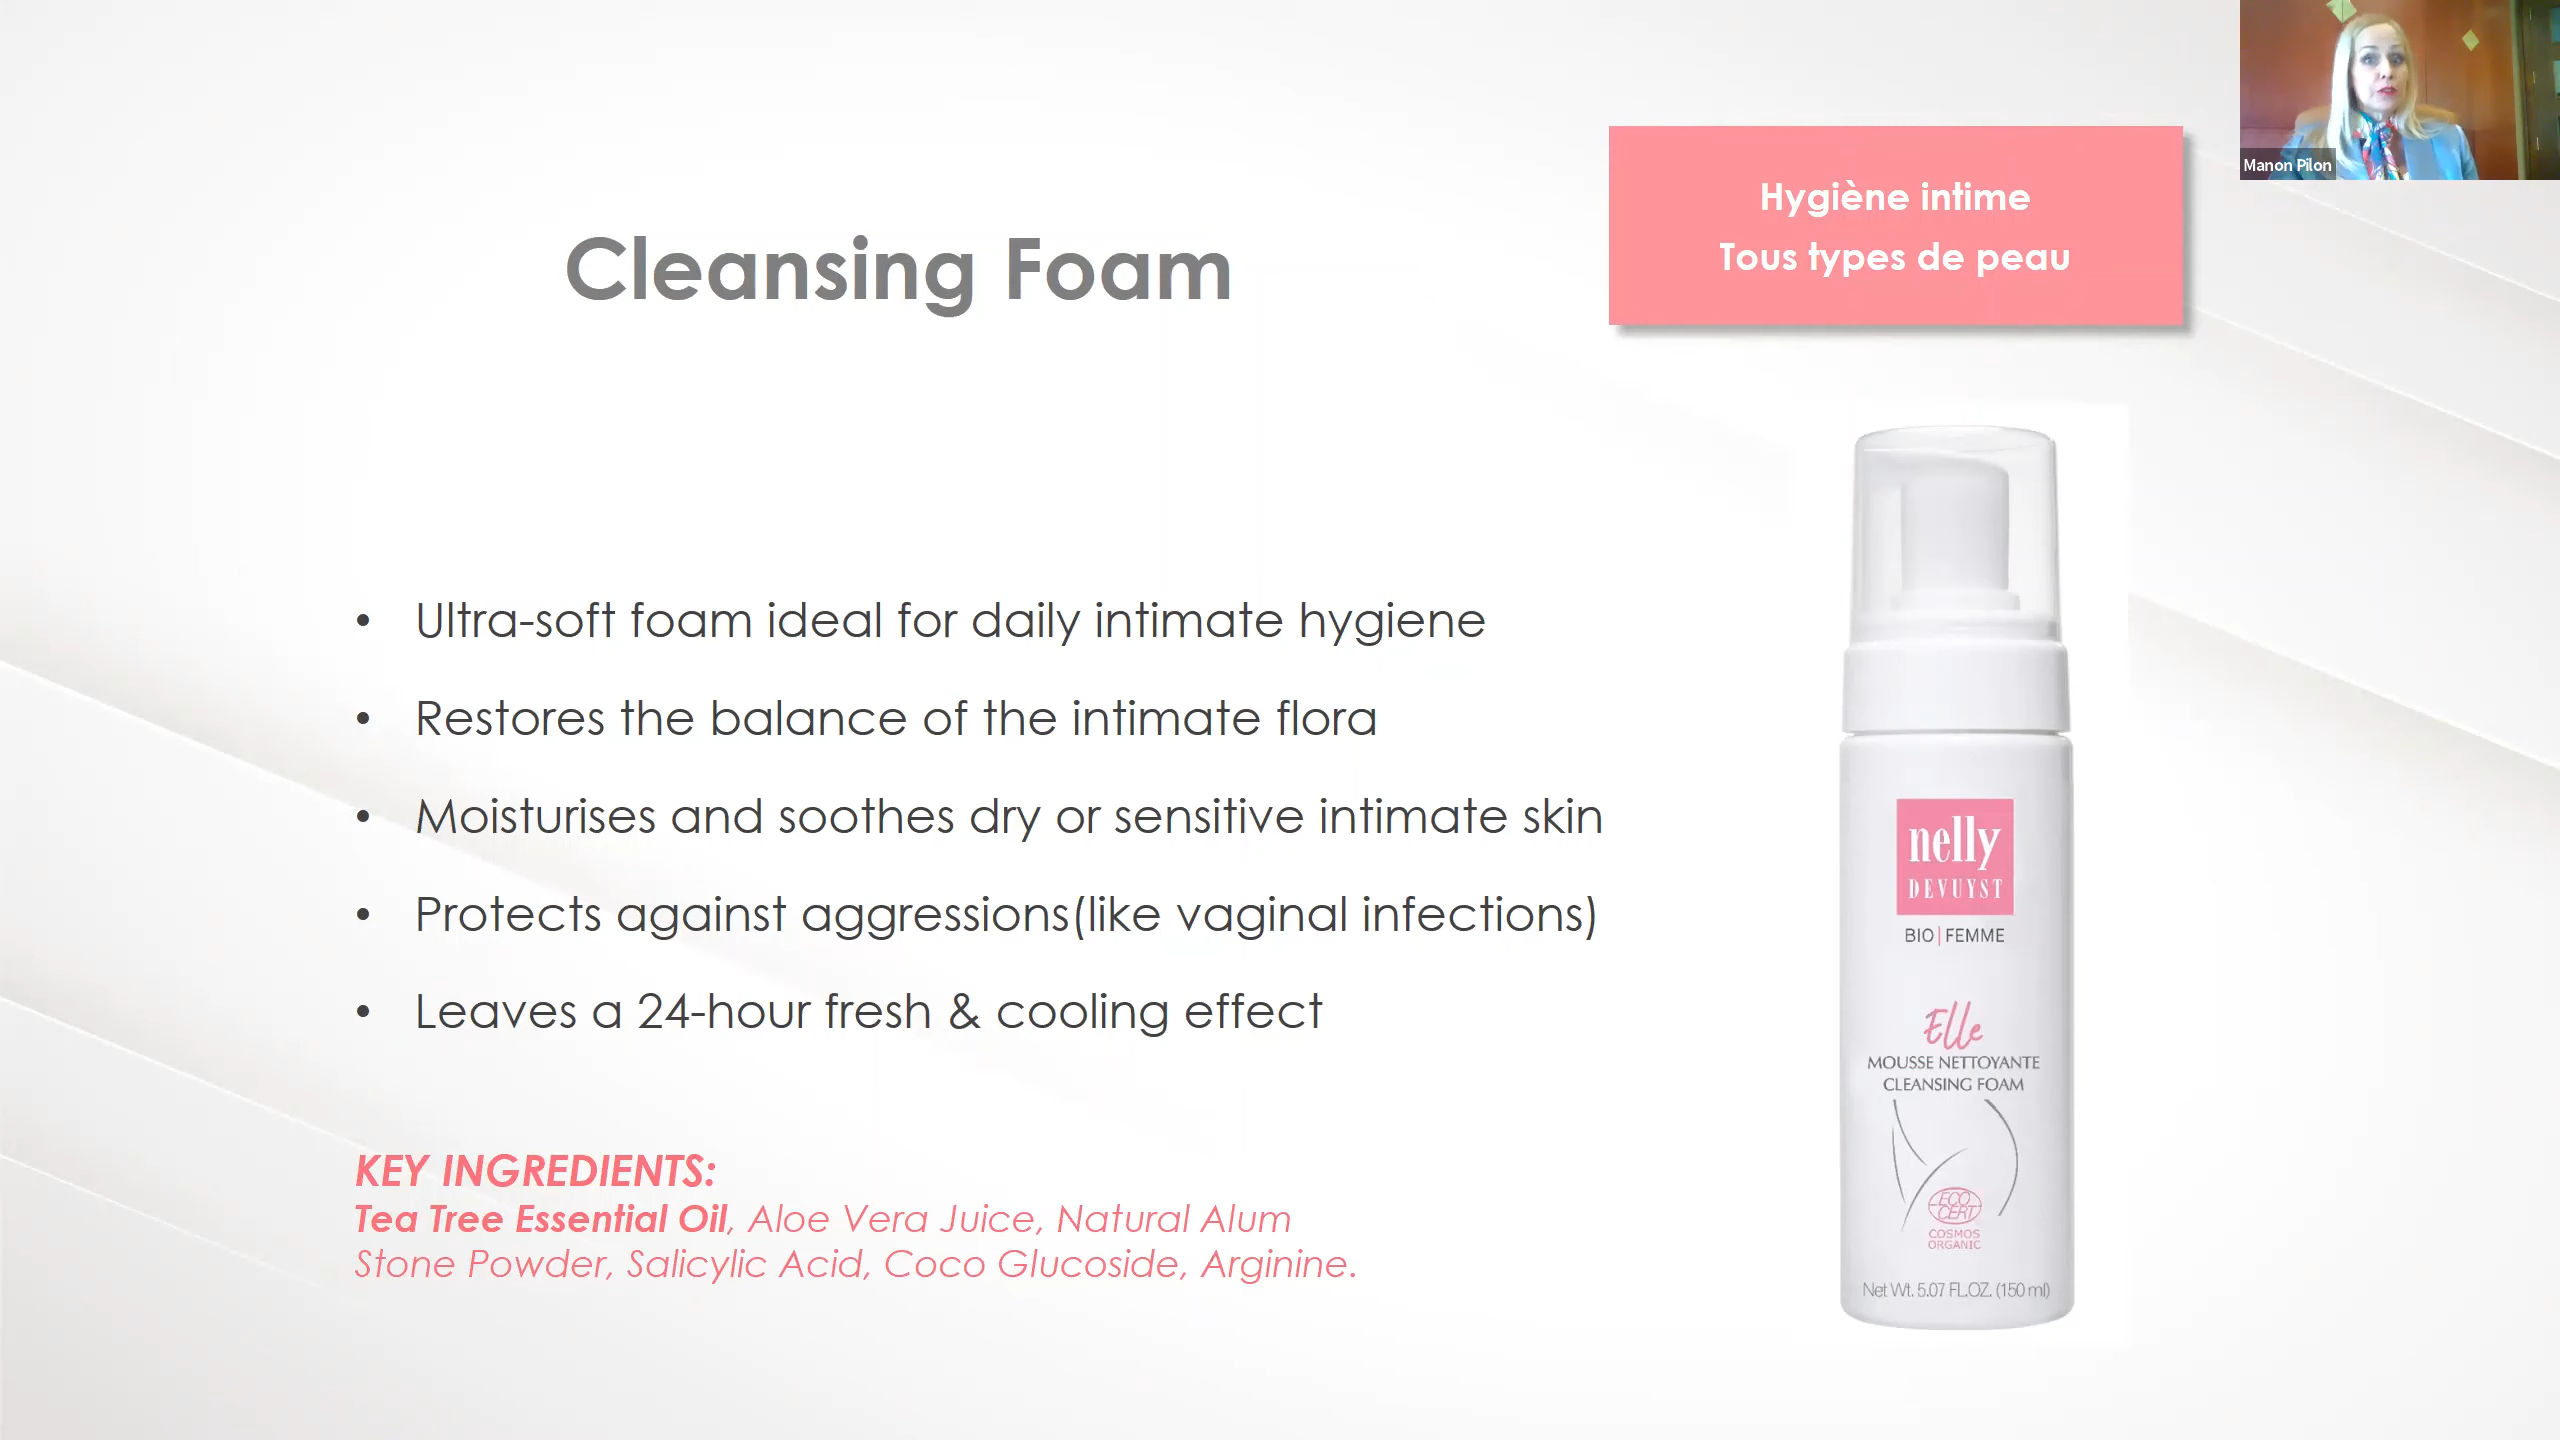 Manon Pilon
Hygiène intime
Tous types de peau
Cleansing Foam
• Ultra-soft foam ideal for daily intimate hygiene
• Restores the balance of the intimate flora
• Moisturises and soothes dry or sensitive intimate skin
• Protects against aggressions(like vaginal infections)
• Leaves a 24-hour fresh & cooling effect
KEY INGREDIENTS:
Tea Tree Essential Oil, Aloe Vera Juice, Natural Alum
Stone Powder, Salicylic Acid, Coco Glucoside, Arginine.
nelly
DEVUYST
BIO|FEMME
Elle
MOUSSE NETTOYANTE
CLEANSING FOAM
ECO
CERT
COSMOS
ORGANIC
Net Wt. 5.07 FL.OZ. (150 ml)